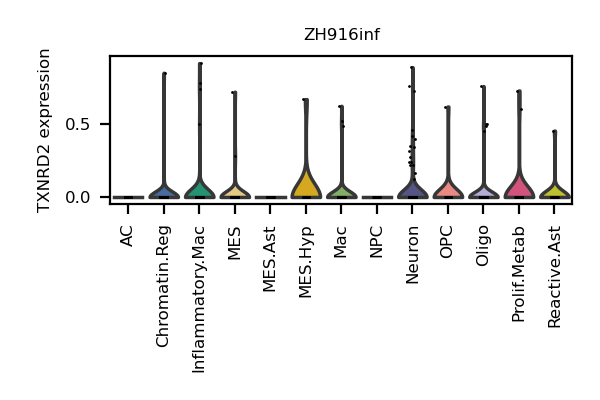 ZH916inf
TXNRD2 expression
0.5
0.0
AC
Chromatin.Reg
Inflammatory.Mac
MES
MES.Ast
MES.Hyp
Mac
NPC
Neuron
OPC
Oligo
Prolif.Metab
Reactive.Ast